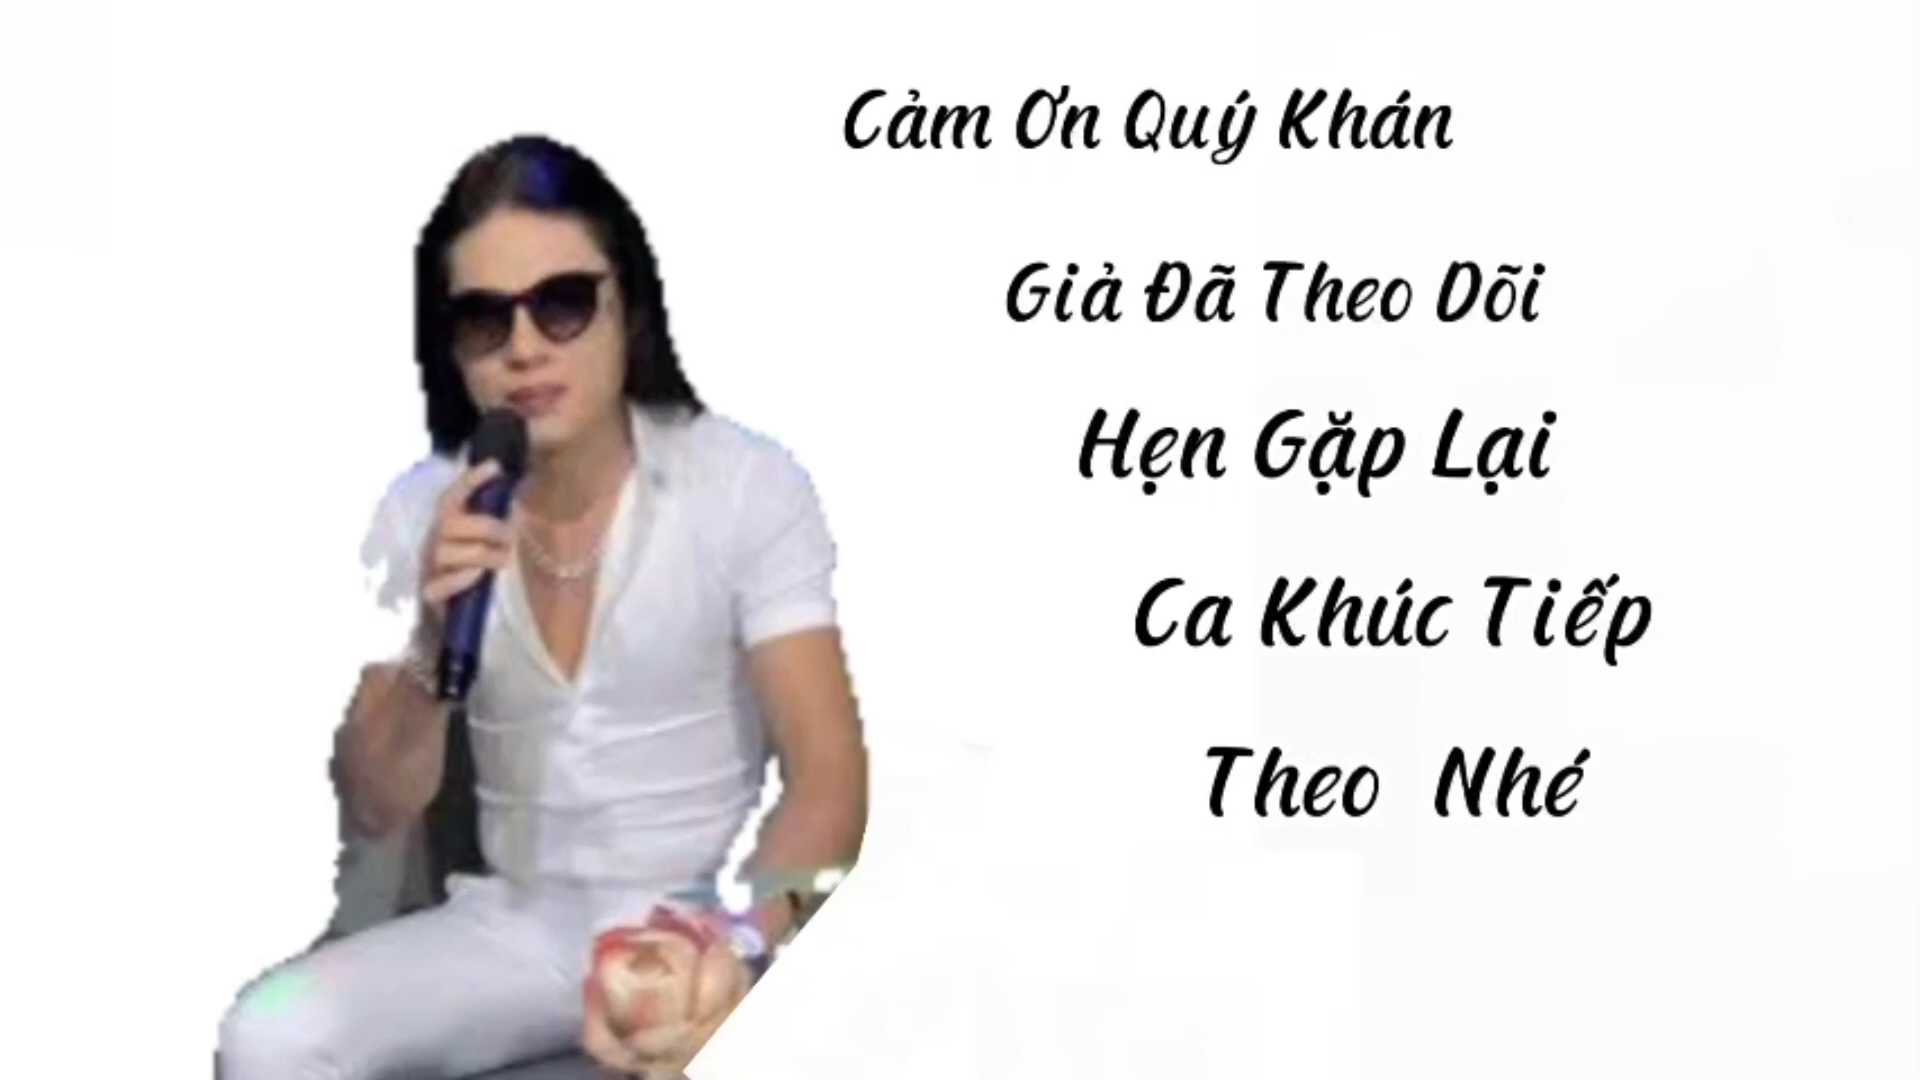 Cảm Ơn Quý Khán
Giả Đã Theo Dõi
Hẹn Gặp Lại
Ca Khúc Tiếp
Theo Nhé